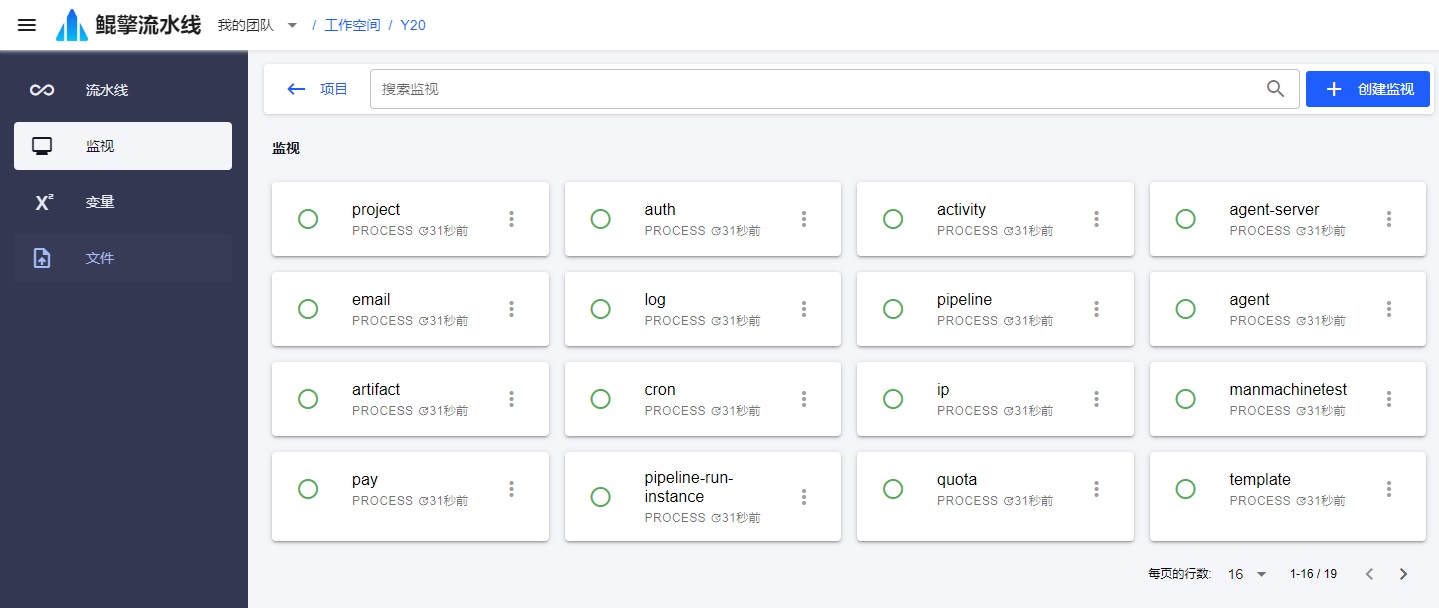 鲲擎流水线 我的团队 / 工作空间 / Y20
流水线
监视
变量
文件
项目 搜索监视 创建监视
监视
project
PROCESS 31秒前
auth
PROCESS 31秒前
activity
PROCESS 31秒前
agent-server
PROCESS 31秒前
email
PROCESS 31秒前
log
PROCESS 31秒前
pipeline
PROCESS 31秒前
agent
PROCESS 31秒前
artifact
PROCESS 31秒前
cron
PROCESS 31秒前
ip
PROCESS 31秒前
manmachinetest
PROCESS 31秒前
pay
PROCESS 31秒前
pipeline-run-
instance
PROCESS 31秒前
quota
PROCESS 31秒前
template
PROCESS 31秒前
每页的行数: 16 1-16 / 19